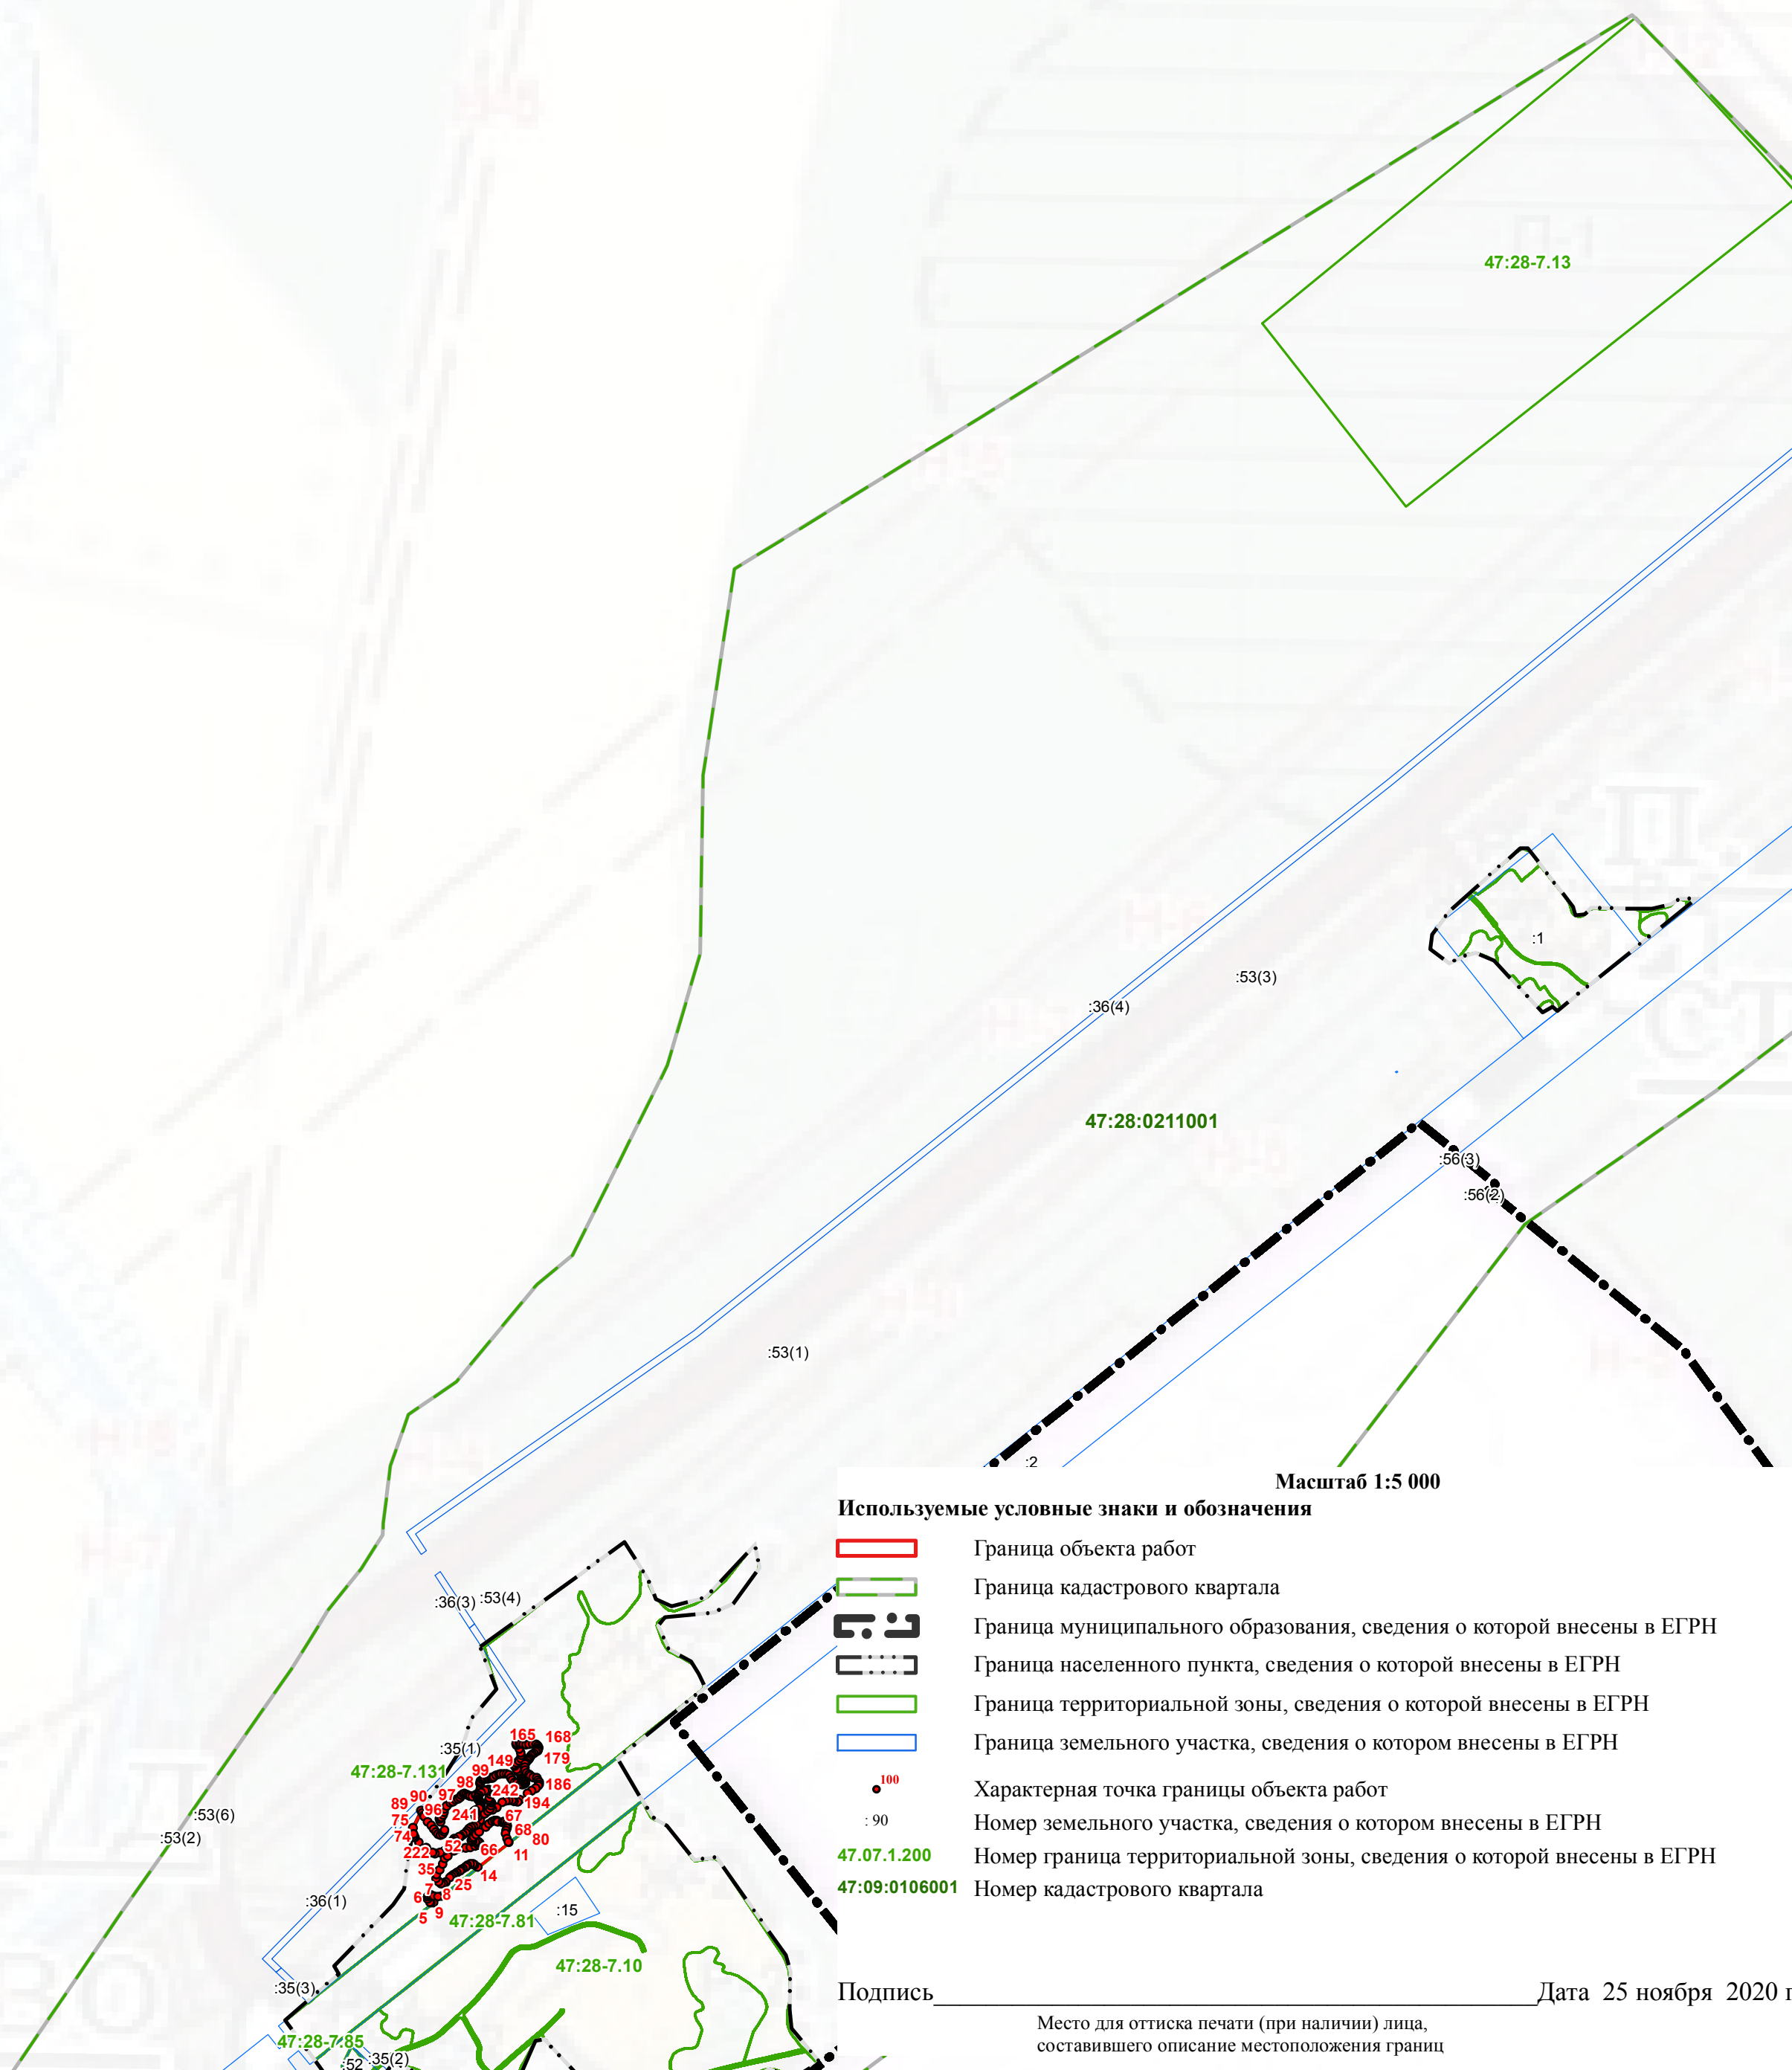 47:28-7.13
:1
:53(3)
:36(4)
47:28:0211001
:56(3)
:56(2)
:53(1)
:2
Масштаб 1:5 000
Используемые условные знаки и обозначения
Граница объекта работ
Граница кадастрового квартала
Граница муниципального образования, сведения о которой внесены в ЕГРН
Граница населенного пункта, сведения о которой внесены в ЕГРН
Граница территориальной зоны, сведения о которой внесены в ЕГРН
Граница земельного участка, сведения о котором внесены в ЕГРН
100 Характерная точка границы объекта работ
: 90 Номер земельного участка, сведения о котором внесены в ЕГРН
47.07.1.200 Номер граница территориальной зоны, сведения о которой внесены в ЕГРН
47:09:0106001 Номер кадастрового квартала
:36(3) :53(4)
165 168
:35(1)
149 179
99
47:28-7.131
98 186
90 97 242
89 96 194
:53(6)
75 241 67
74 68
:53(2)
52 80
222 66 11
35 14
25
7
6 8
:36(1)
5 9
:15
47:28-7.81
47:28-7.10
:35(3)
47:28-7.85
:52 :35(2)
Подпись Дата 25 ноября 2020 г
Место для оттиска печати (при наличии) лица,
составившего описание местоположения границ